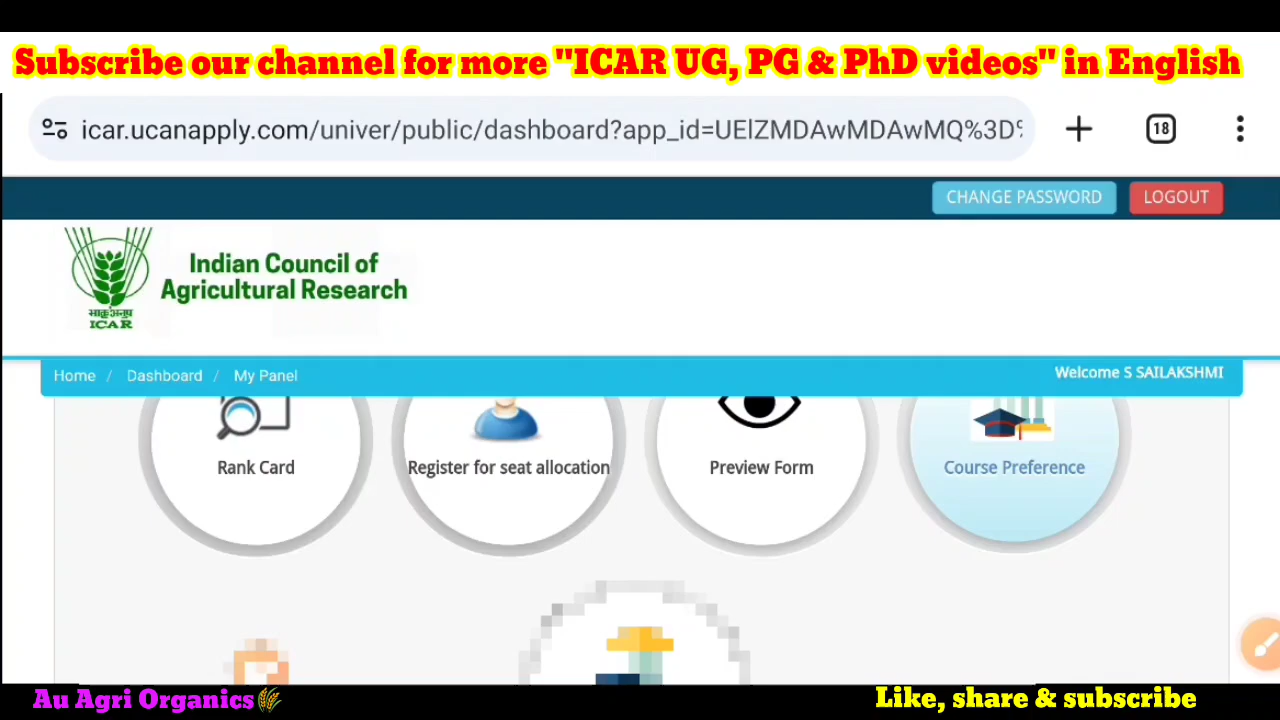 Subscribe our channel for more "ICAR UG, PG & PhD videos" in English
icar.ucanapply.com/univer/public/dashboard?app_id=UElZMDAwMDAwMQ%3D%
18
CHANGE PASSWORD
LOGOUT
Indian Council of
Agricultural Research
भाकृअनुप
ICAR
Home / Dashboard / My Panel
Welcome S SAILAKSHMI
Rank Card
Register for seat allocation
Preview Form
Course Preference
Au Agri Organics🌾
Like, share & subscribe